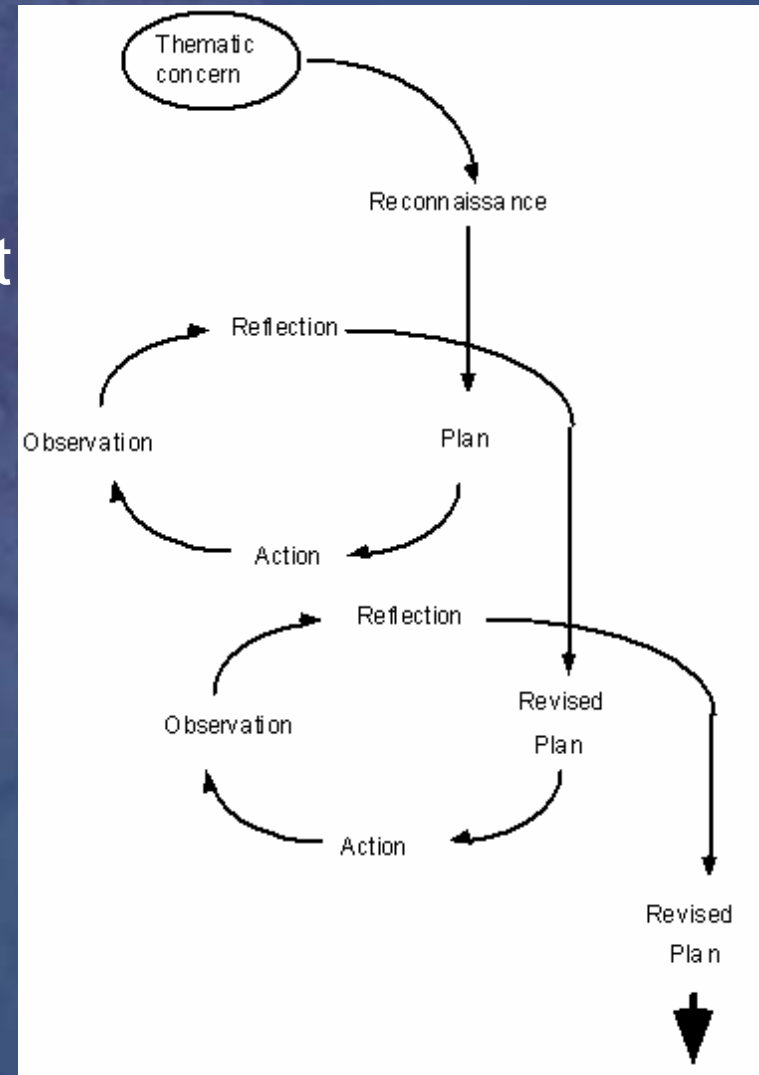 Thematic
concern
Reconnaissance
t
Reflection
Observation
Plan
Action
Reflection
Observation
Revised
Plan
Action
Revised
Plan